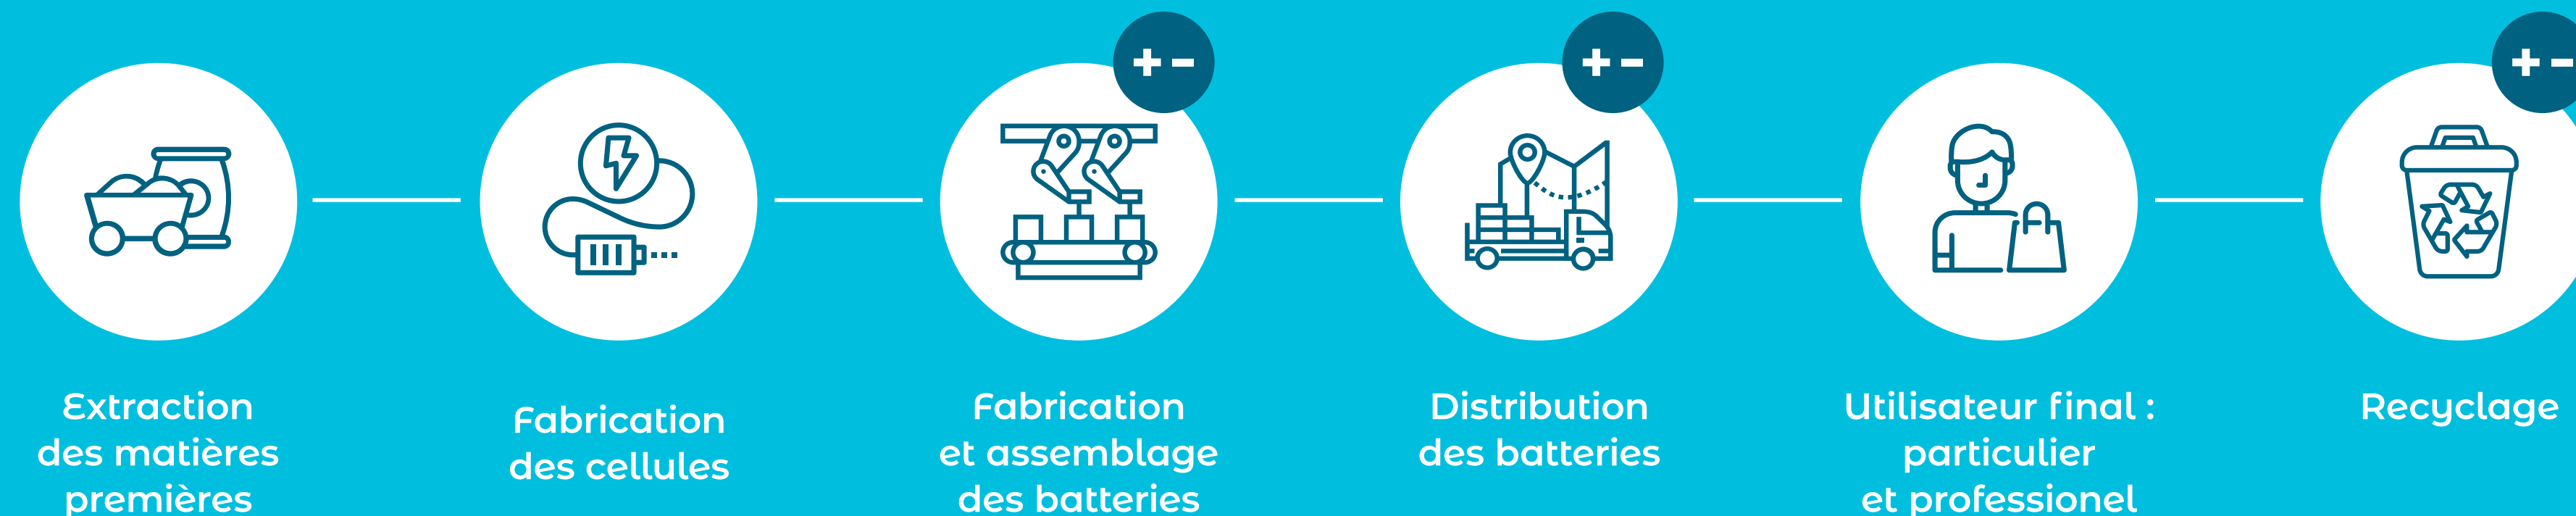 + -
+ -
+ -
Extraction
des matières
premières
Fabrication
des cellules
Fabrication
et assemblage
des batteries
Distribution
des batteries
Utilisateur final :
particulier
et professionel
Recyclage